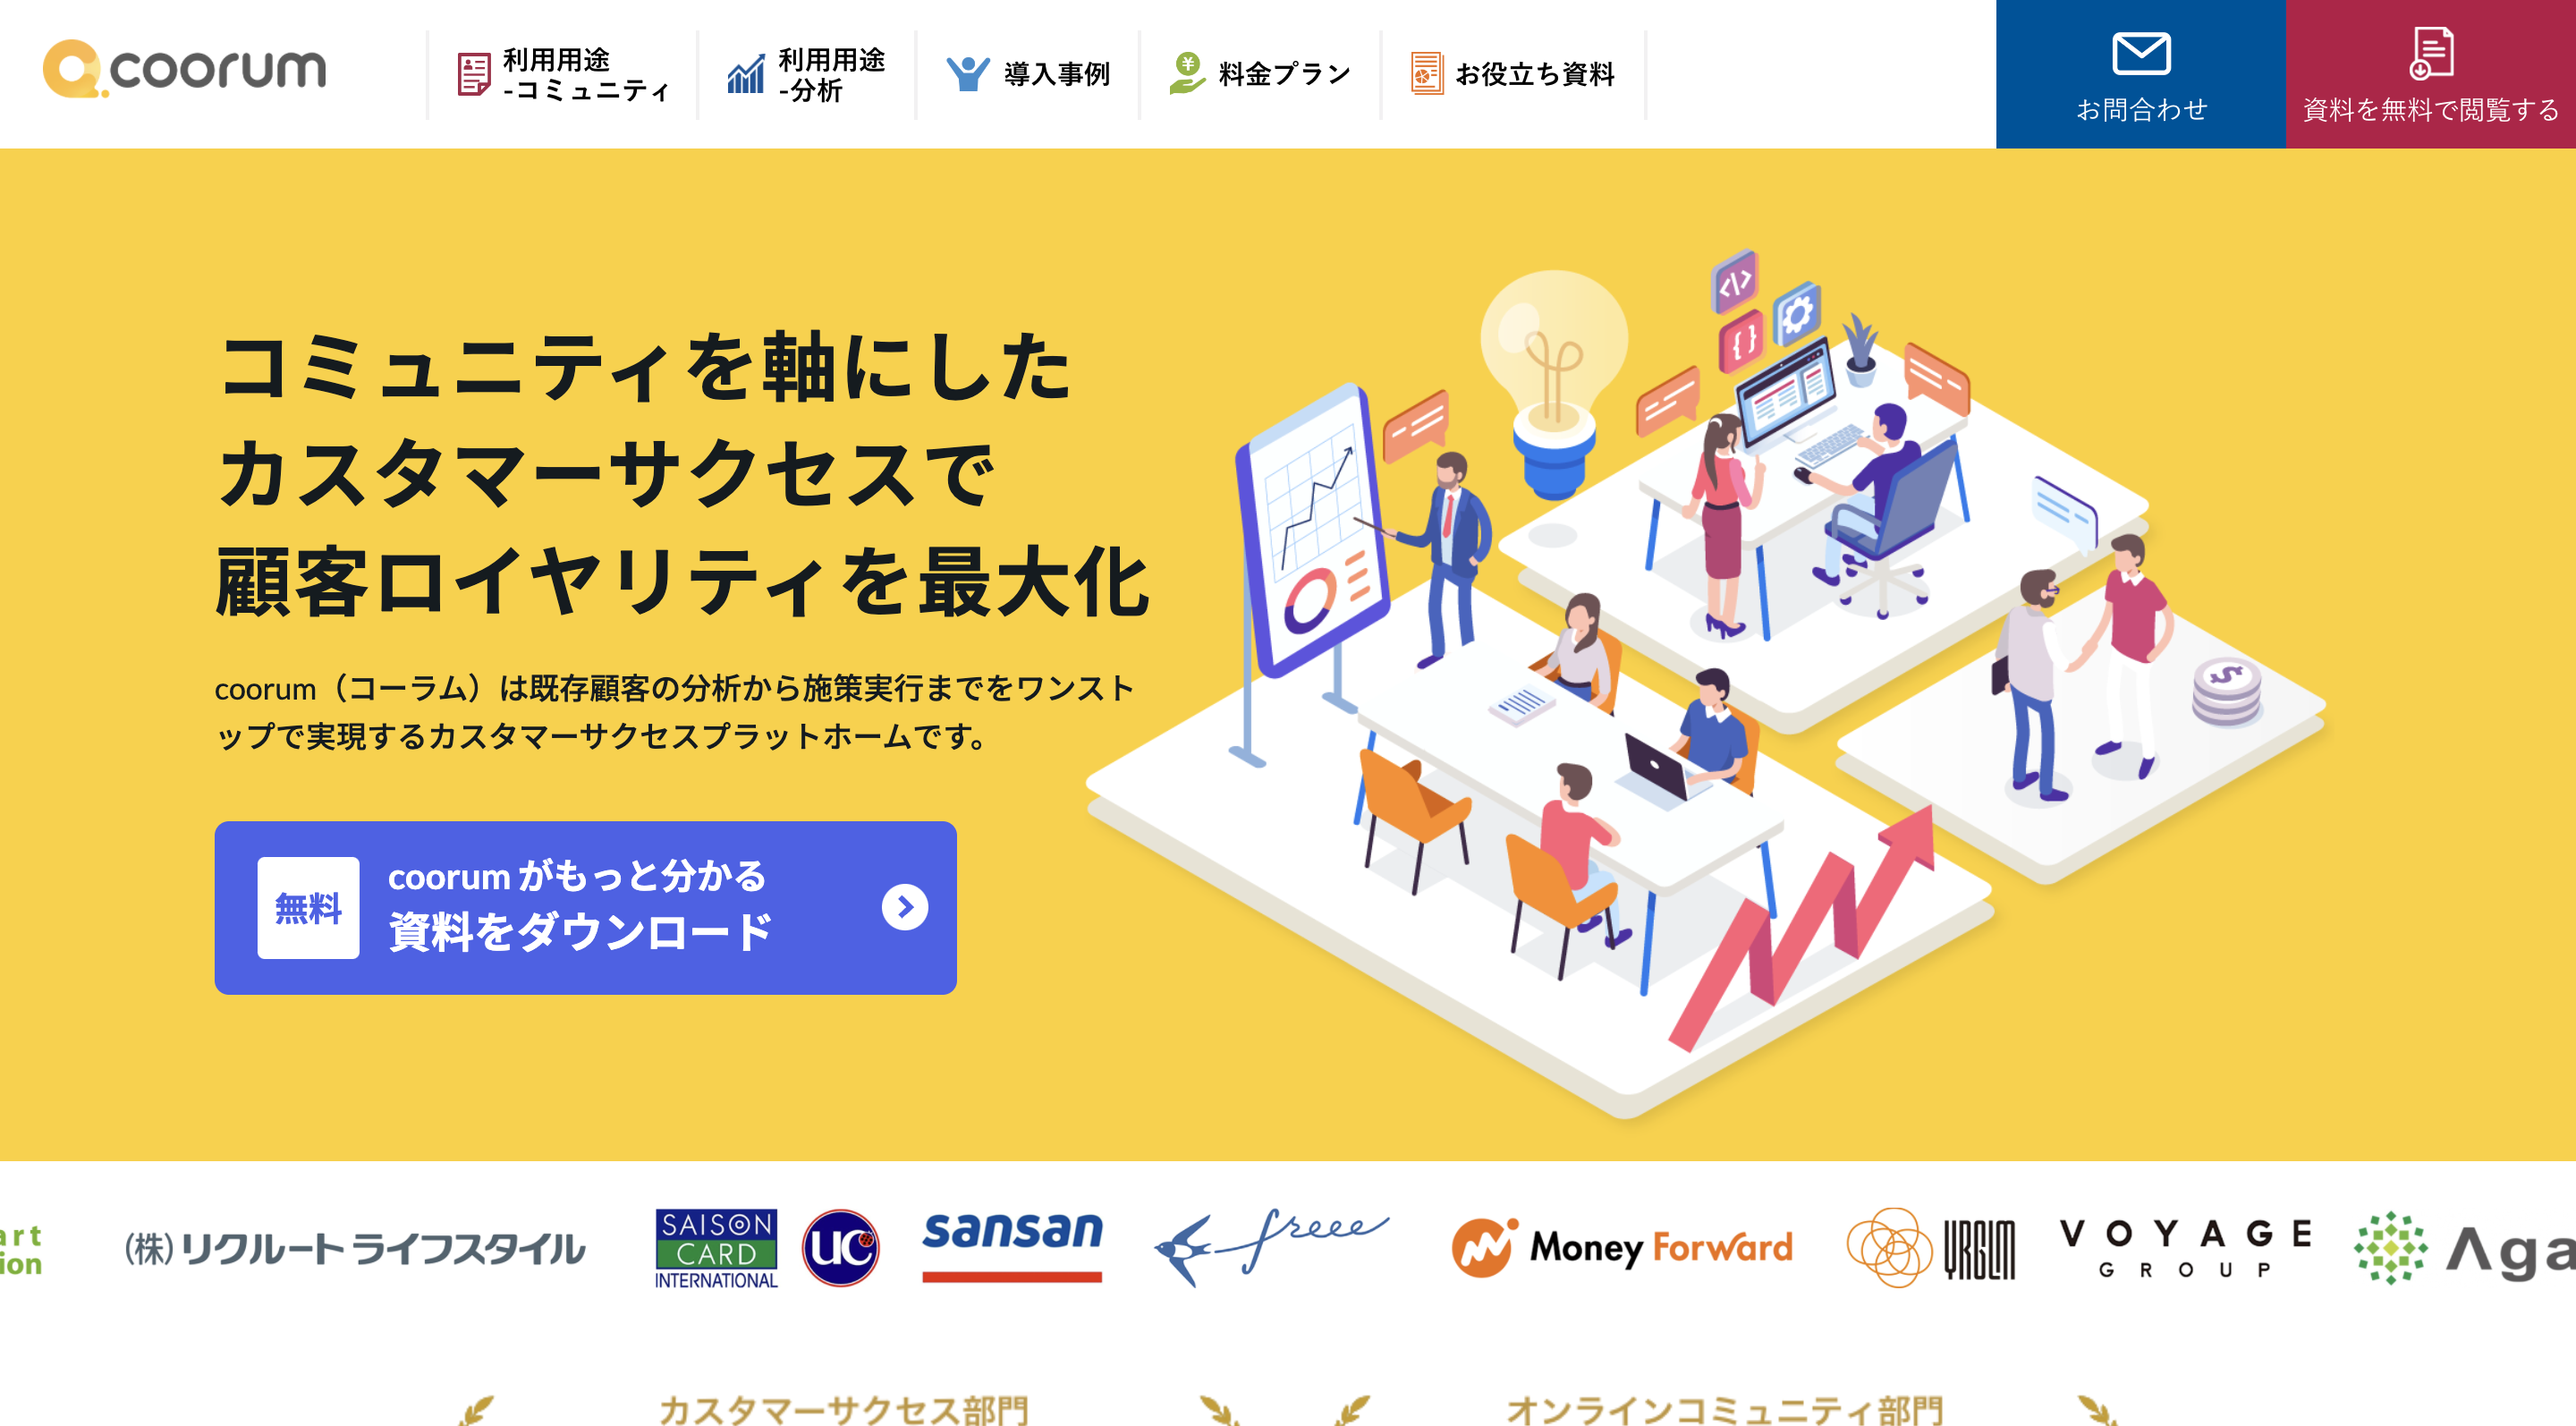 coorum
利用用途
-コミュニティ
利用用途
-分析
導入事例
料金プラン
お役立ち資料
お問合わせ
資料を無料で閲覧する
コミュニティを軸にした
カスタマーサクセスで
顧客ロイヤリティを最大化
coorum（コーラム）は既存顧客の分析から施策実行までをワンスト
ップで実現するカスタマーサクセスプラットホームです。
無料
coorum がもっと分かる
資料をダウンロード
(株)リクルート ライフスタイル
SAISON
CARD
INTERNATIONAL
UC
sansan
freee
Money Forward
VOYAGE
GROUP
カスタマーサクセス部門
オンラインコミュニティ部門